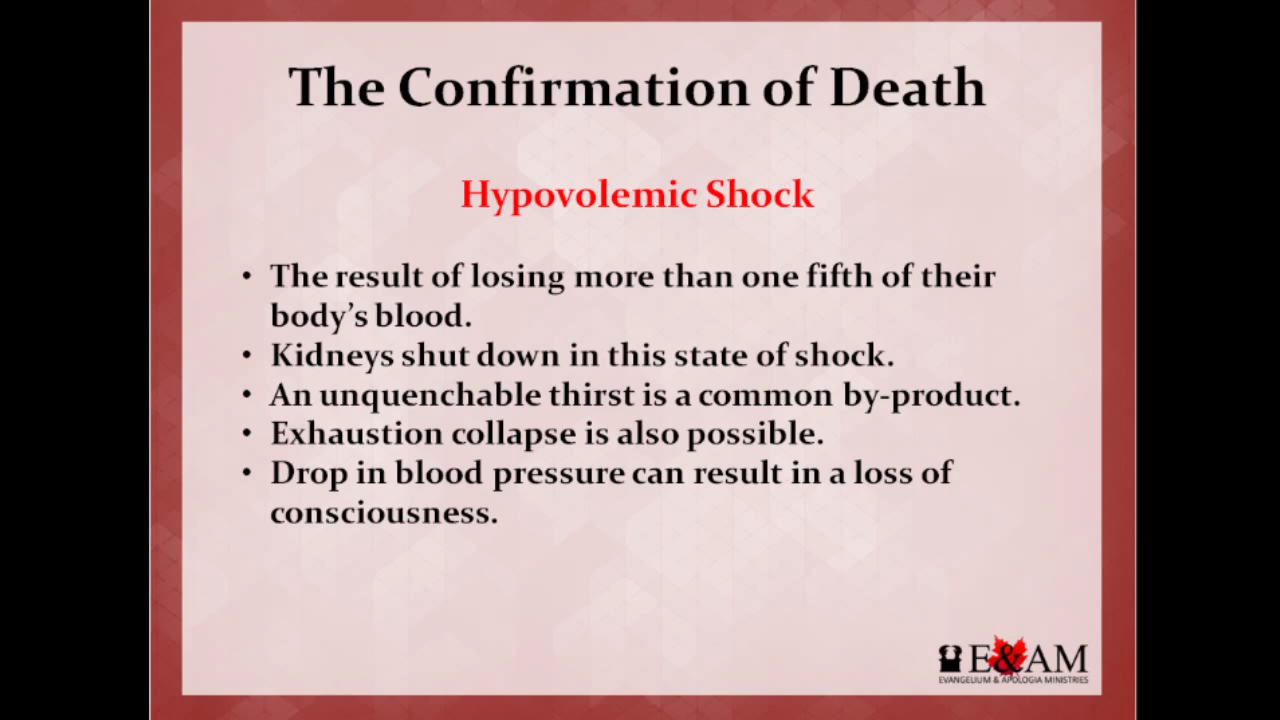 The Confirmation of Death
Hypovolemic Shock
• The result of losing more than one fifth of their
body's blood.
• Kidneys shut down in this state of shock.
• An unquenchable thirst is a common by-product.
• Exhaustion collapse is also possible.
• Drop in blood pressure can result in a loss of
consciousness.
E&AM
EVANGELIUM & APOLOGIA MINISTRIES